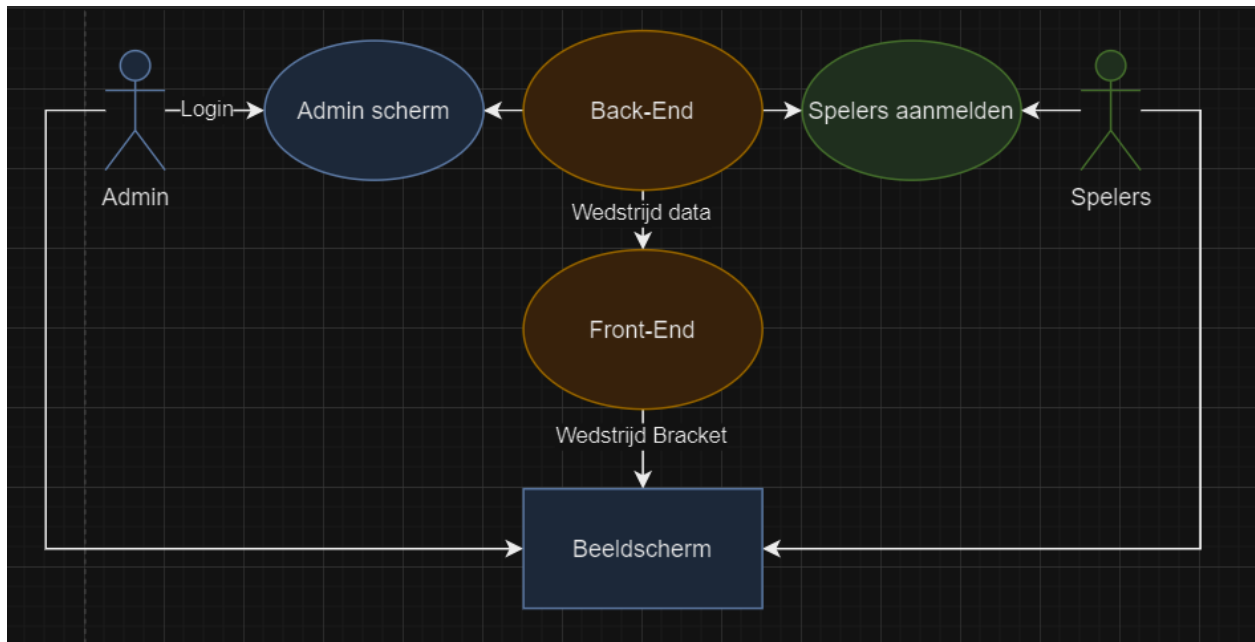 Login
Admin scherm
Back-End
Spelers aanmelden
Admin
Spelers
Wedstrijd data
Front-End
Wedstrijd Bracket
Beeldscherm